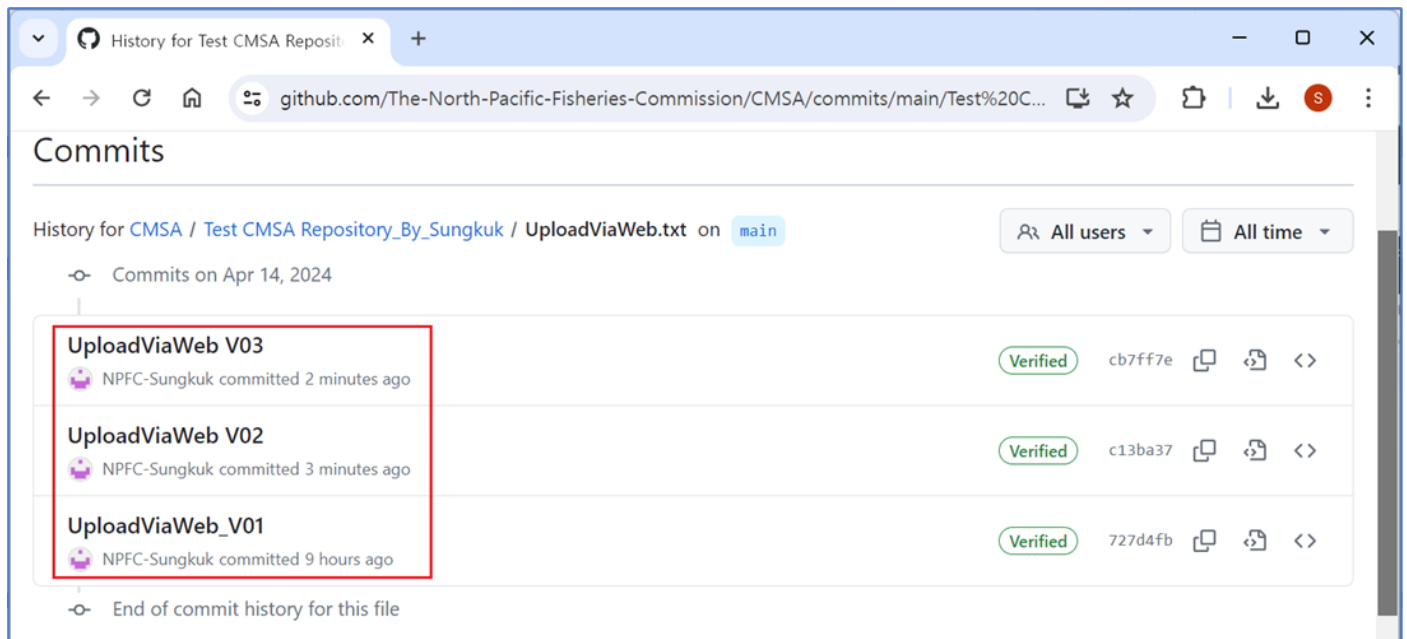 History for Test CMSA Reposit
github.com/The-North-Pacific-Fisheries-Commission/CMSA/commits/main/Test%20C...
S
Commits
History for CMSA / Test CMSA Repository_By_Sungkuk / UploadViaWeb.txt on main
All users
All time
Commits on Apr 14, 2024
UploadViaWeb V03
NPFC-Sungkuk committed 2 minutes ago
Verified
cb7ff7e
UploadViaWeb V02
NPFC-Sungkuk committed 3 minutes ago
Verified
c13ba37
UploadViaWeb_V01
NPFC-Sungkuk committed 9 hours ago
Verified
727d4fb
End of commit history for this file